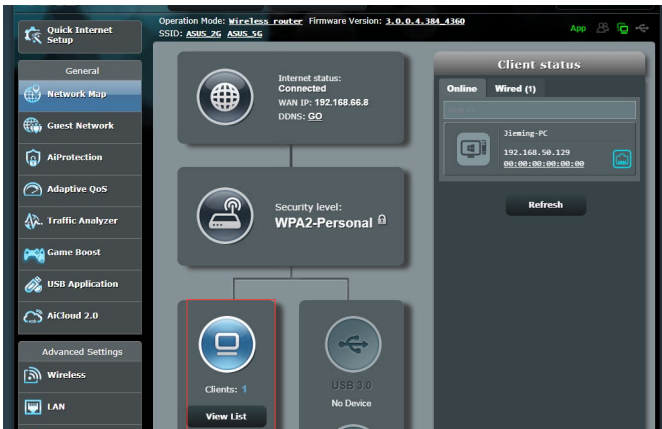 Operation Mode: Wireless router Firmware Version: 3.0.0.4.384_4360
SSID: ASUS_2G ASUS_5G
App
Quick Internet
Setup
General
Network Map
Guest Network
AiProtection
Adaptive QoS
Traffic Analyzer
Game Boost
USB Application
AiCloud 2.0
Advanced Settings
Wireless
LAN
Internet status:
Connected
WAN IP: 192.168.66.8
DDNS: GO
Security level:
WPA2-Personal
Clients: 1
View List
USB 3.0
No Device
Client status
Online Wired (1)
Jieming-PC
192.168.50.129
00:00:00:00:00:00
Refresh